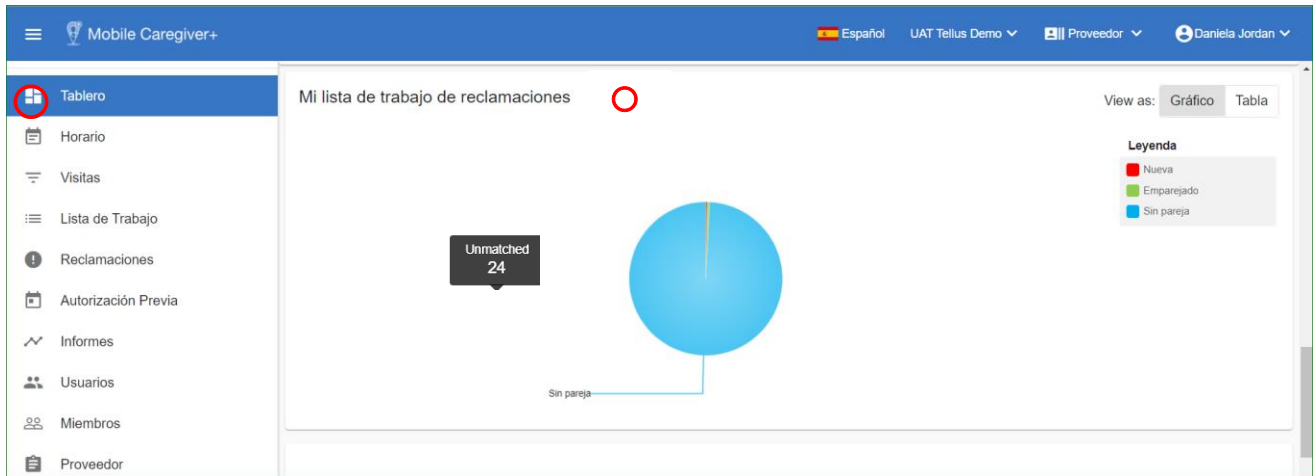 Mobile Caregiver+
Español
UAT Tellus Demo
Proveedor
Daniela Jordan
Tablero
Horario
Visitas
Lista de Trabajo
Reclamaciones
Autorización Previa
Informes
Usuarios
Miembros
Proveedor
Mi lista de trabajo de reclamaciones
View as:
Gráfico
Tabla
Leyenda
Nueva
Emparejado
Sin pareja
Unmatched
24
Sin pareja